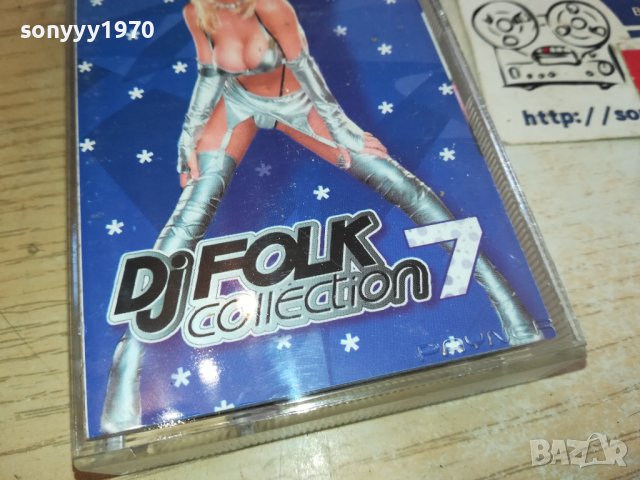 sonyyy1970
http://so
Dj FOLK
collection 7
PAYNER
BAZAR